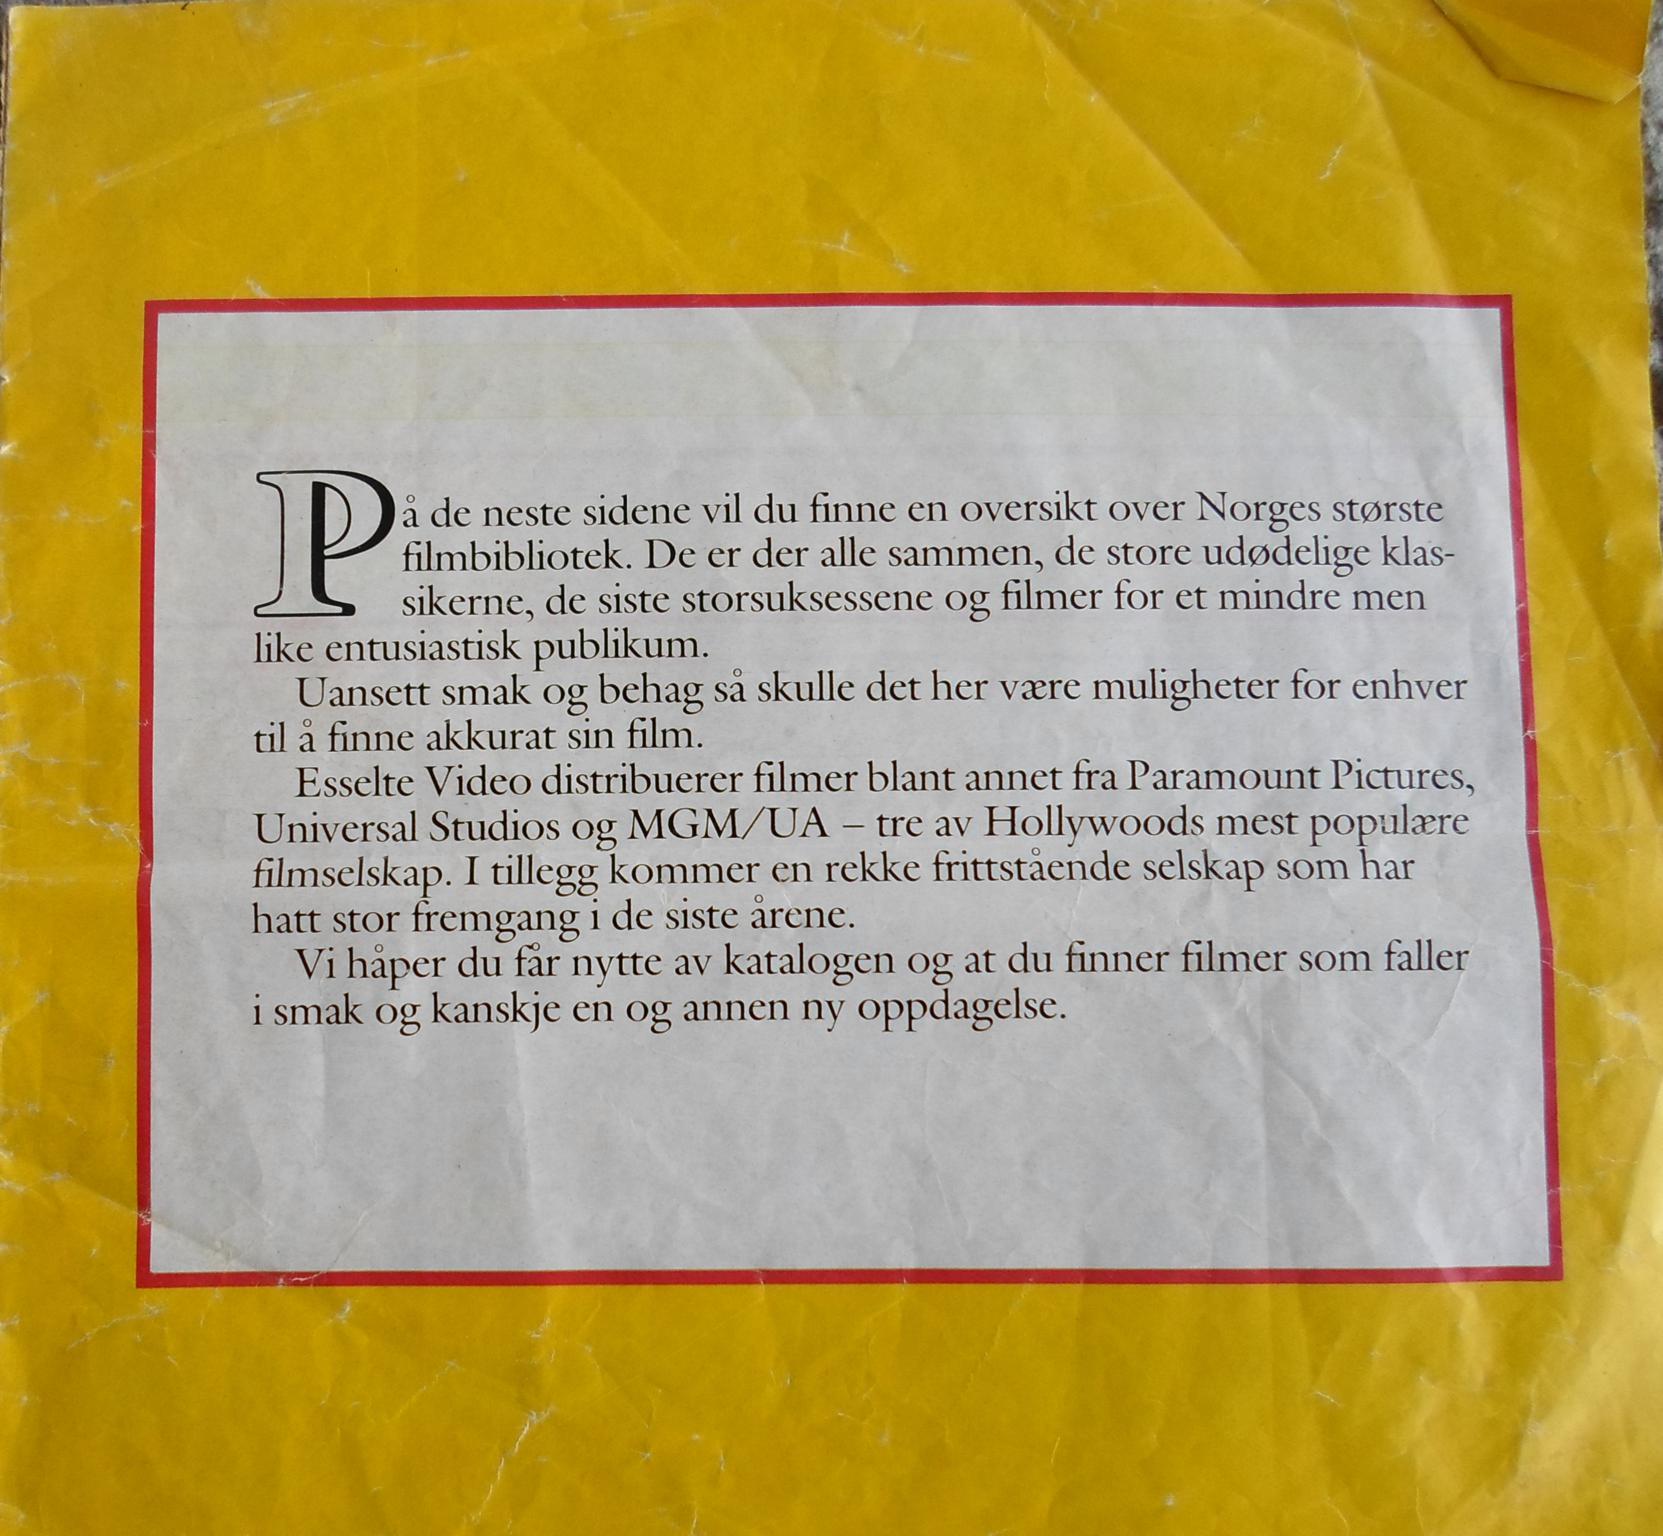 På de neste sidene vil du finne en oversikt over Norges største
filmbibliotek. De er der alle sammen, de store udødelige klas-
sikerne, de siste storsuksessene og filmer for et mindre men
like entusiastisk publikum.
Uansett smak og behag så skulle det her være muligheter for enhver
til å finne akkurat sin film.
Esselte Video distribuerer filmer blant annet fra Paramount Pictures,
Universal Studios og MGM/UA – tre av Hollywoods mest populære
filmselskap. I tillegg kommer en rekke frittstående selskap som har
hatt stor fremgang i de siste årene.
Vi håper du får nytte av katalogen og at du finner filmer som faller
i smak og kanskje en og annen ny oppdagelse.